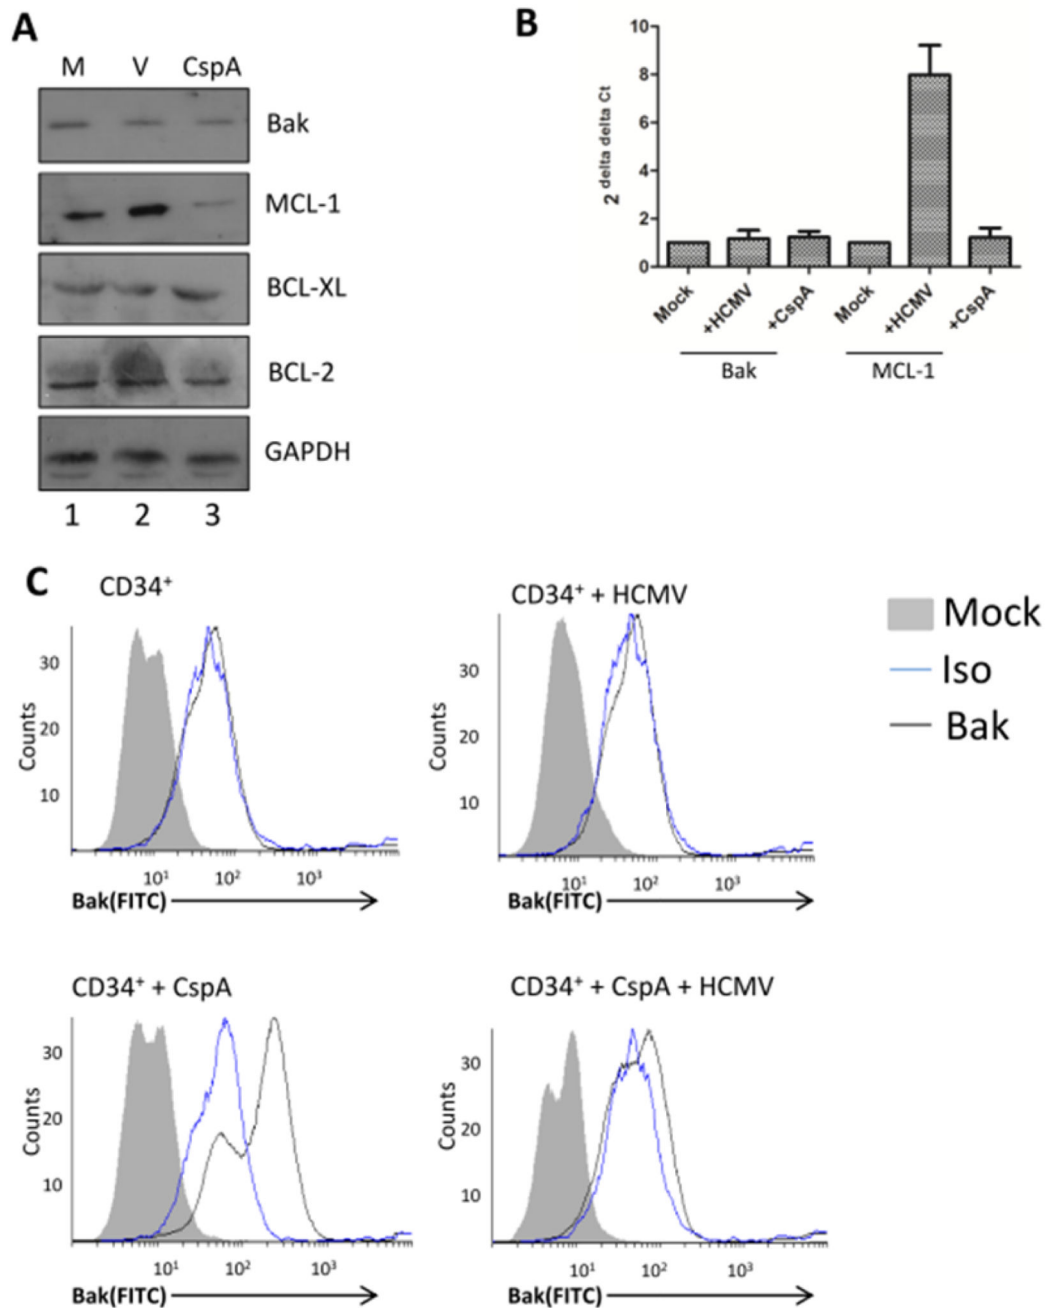 A
M V CspA
Bak
MCL-1
BCL-XL
BCL-2
GAPDH
1 2 3
B
2 delta delta Ct
10
8
6
4
2
0
Mock +HCMV +CspA Mock +HCMV +CspA
Bak MCL-1
C
CD34+
Counts
30
20
10
10¹ 10² 10³
Bak(FITC)
CD34+ + HCMV
Counts
30
20
10
10¹ 10² 10³
Bak(FITC)
Mock
Iso
Bak
CD34+ + CspA
Counts
30
20
10
10¹ 10² 10³
Bak(FITC)
CD34+ + CspA + HCMV
Counts
30
20
10
10¹ 10² 10³
Bak(FITC)